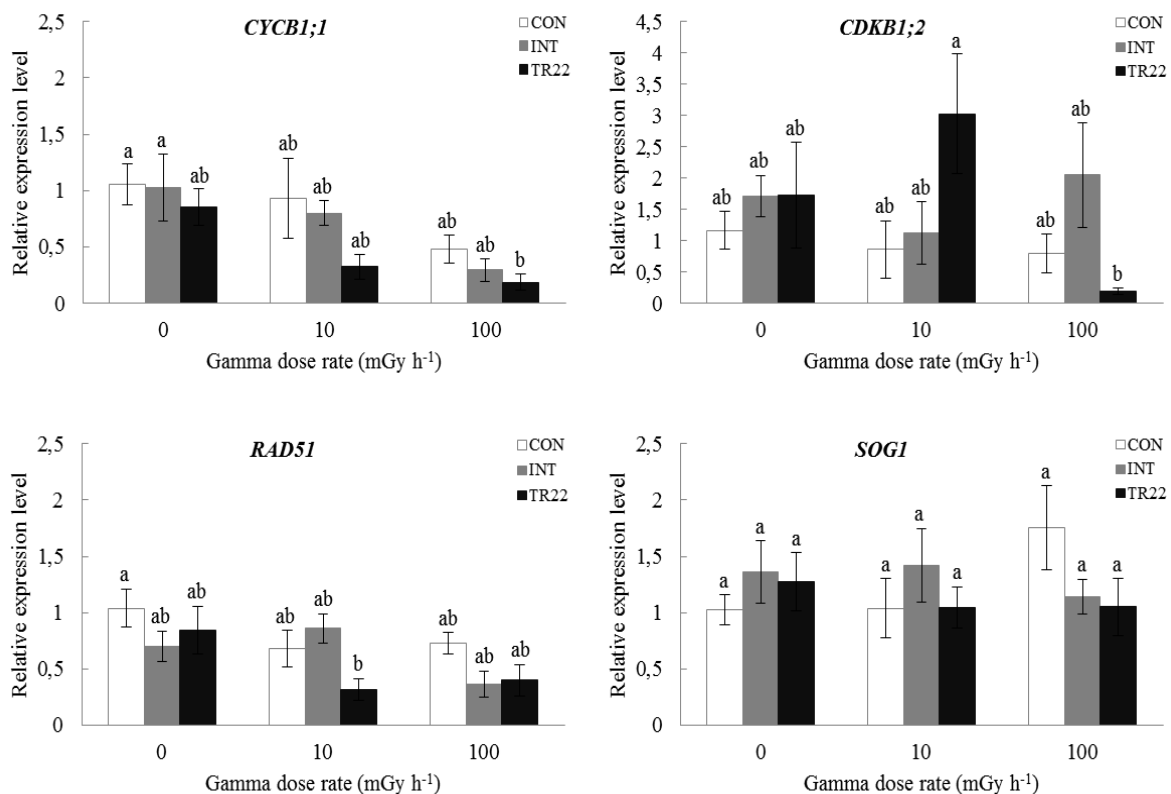 CYCB1;1
CON
INT
TR22
Relative expression level
2,5
2
1,5
1
0,5
0
a a ab
ab ab ab
ab ab b
0 10 100
Gamma dose rate (mGy h-1)
CDKB1;2
CON
INT
TR22
Relative expression level
4,5
4
3,5
3
2,5
2
1,5
1
0,5
0
ab ab ab
ab ab a
ab ab b
0 10 100
Gamma dose rate (mGy h-1)
RAD51
CON
INT
TR22
Relative expression level
2,5
2
1,5
1
0,5
0
a ab ab
ab ab b
ab ab ab
0 10 100
Gamma dose rate (mGy h-1)
SOG1
CON
INT
TR22
Relative expression level
2,5
2
1,5
1
0,5
0
a a a
a a a
a a a
0 10 100
Gamma dose rate (mGy h-1)